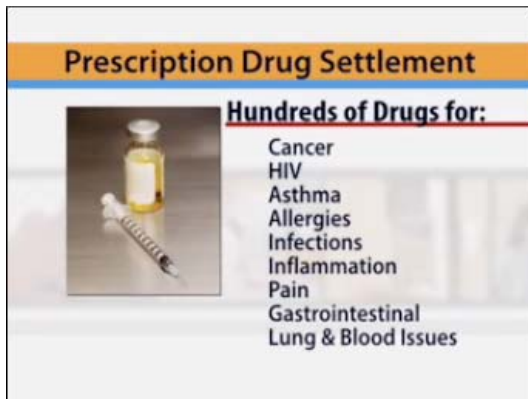 Prescription Drug Settlement
Hundreds of Drugs for:
Cancer
HIV
Asthma
Allergies
Infections
Inflammation
Pain
Gastrointestinal
Lung & Blood Issues